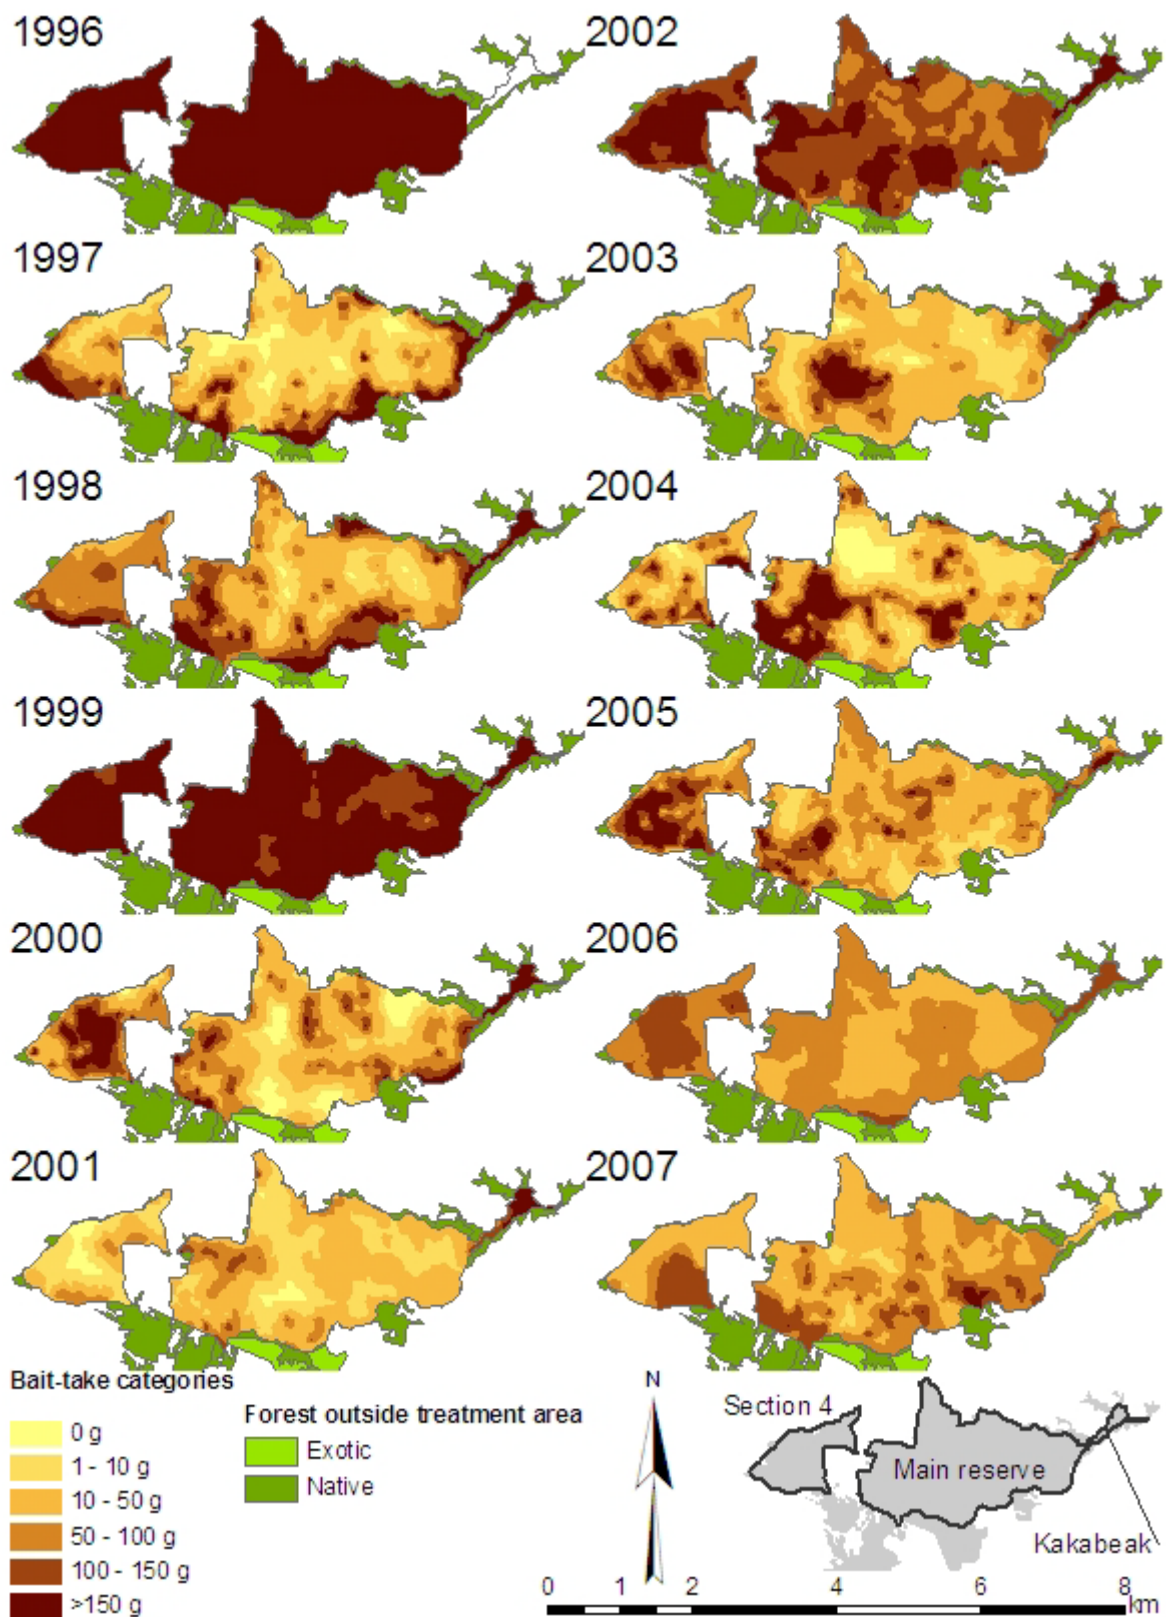 1996
2002
1997
2003
1998
2004
1999
2005
2000
2006
2001
2007
Bait-take categories
0 g
1 - 10 g
10 - 50 g
50 - 100 g
100 - 150 g
>150 g
Forest outside treatment area
Exotic
Native
N
Section 4
Main reserve
Kakabeak
0 1 2 4 6 8
km